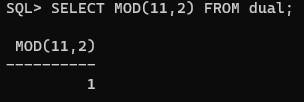 SQL> SELECT MOD(11,2) FROM dual;
MOD(11,2)
----------
1